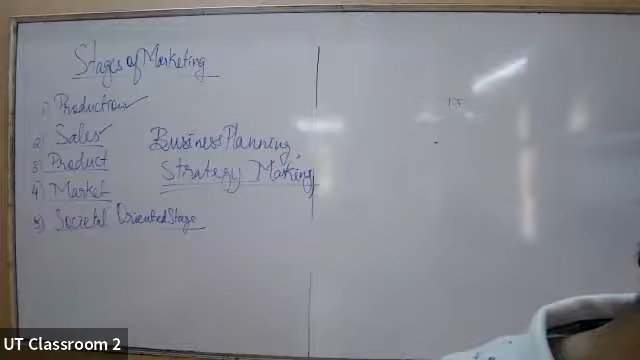 Stages of Marketing
1) Production
2) Sales
3) Product
4) Market
5) Societal Oriented Stage
Business Planning,
Strategy Making
UT Classroom 2